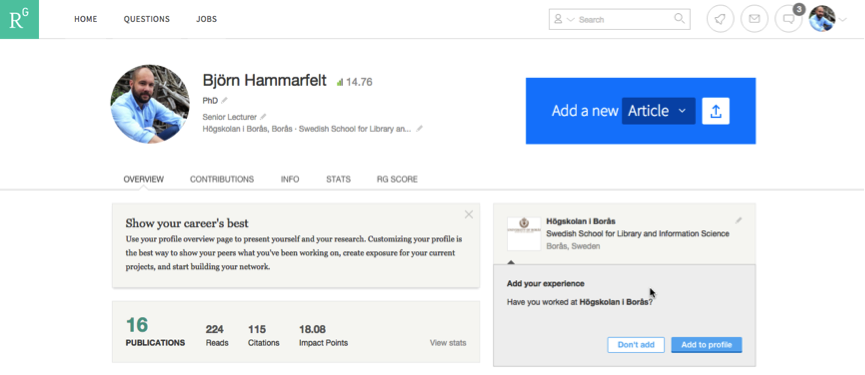 RG
HOME QUESTIONS JOBS
Search
3
Björn Hammarfelt 14.76
PhD
Senior Lecturer
Högskolan i Borås, Borås · Swedish School for Library an...
Add a new Article
OVERVIEW CONTRIBUTIONS INFO STATS RG SCORE
Show your career's best
Use your profile overview page to present yourself and your research. Customizing your profile is
the best way to show your peers what you've been working on, create exposure for your current
projects, and start building your network.
16
PUBLICATIONS
224
Reads
115
Citations
18.08
Impact Points
View stats
Högskolan i Borås
Swedish School for Library and Information Science
Borås, Sweden
Add your experience
Have you worked at Högskolan i Borås?
Don't add
Add to profile